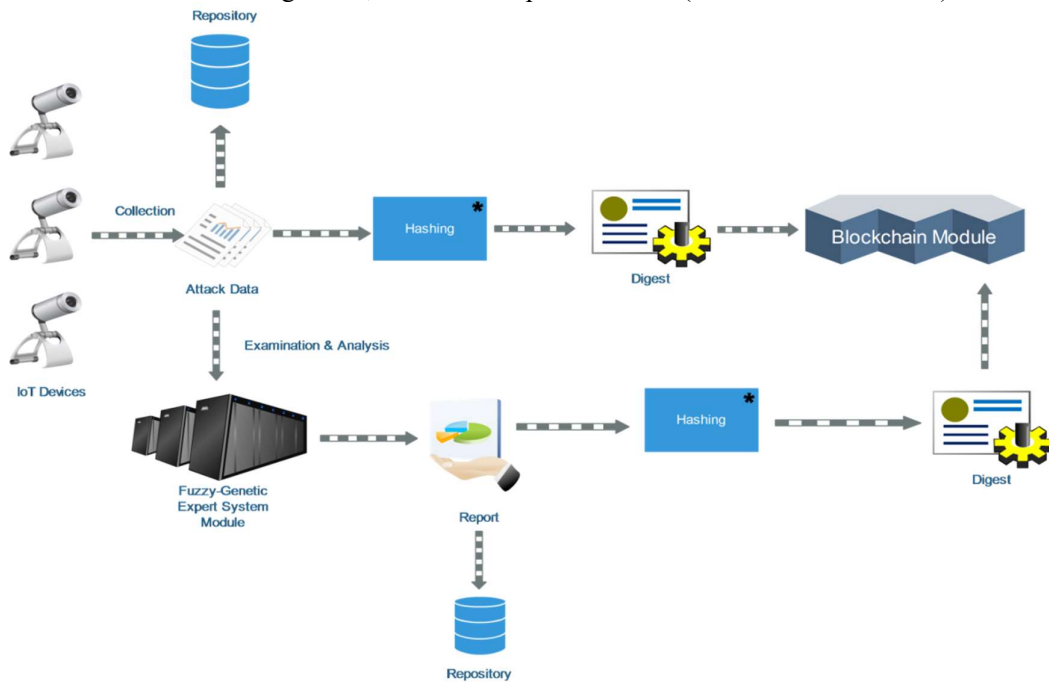 Repository
Collection
Hashing
*
Attack Data
Digest
Blockchain Module
Examination & Analysis
IoT Devices
Fuzzy-Genetic
Expert System
Module
Report
Hashing
*
Digest
Repository